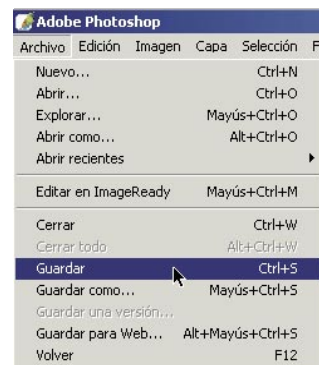 Adobe Photoshop
Archivo Edición Imagen Capa Selección F
Nuevo... Ctrl+N
Abrir... Ctrl+O
Explorar... Mayús+Ctrl+O
Abrir como... Alt+Ctrl+O
Abrir recientes
Editar en ImageReady Mayús+Ctrl+M
Cerrar Ctrl+W
Cerrar todo Alt+Ctrl+W
Guardar Ctrl+S
Guardar como... Mayús+Ctrl+S
Guardar una versión...
Guardar para Web... Alt+Mayús+Ctrl+S
Volver F12